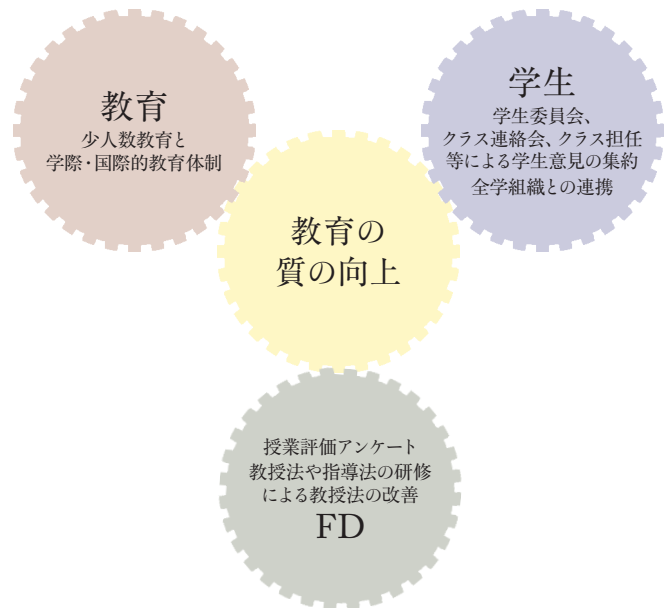 教育
少人数教育と
学際・国際的教育体制
学生
学生委員会、
クラス連絡会、クラス担任
等による学生意見の集約
全学組織との連携
教育の
質の向上
授業評価アンケート
教授法や指導法の研修
による教授法の改善
FD